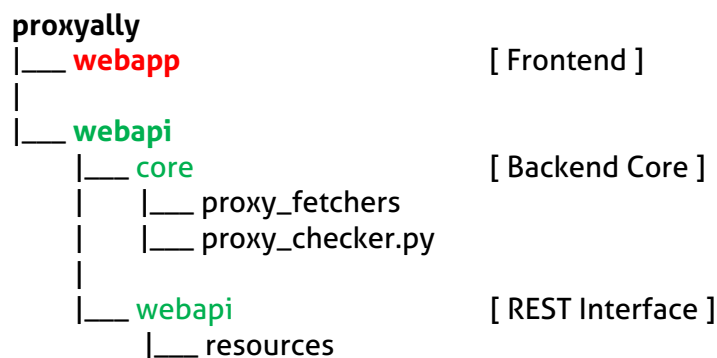 proxyally
|___ webapp [ Frontend ]
|
|___ webapi
|___ core [ Backend Core ]
| |___ proxy_fetchers
| |___ proxy_checker.py
|
|___ webapi [ REST Interface ]
|___ resources